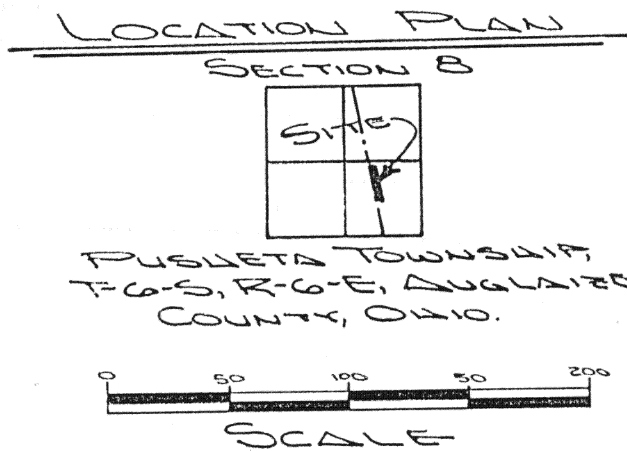 LOCATION PLAN
SECTION 8
SITE
PUSHETA TOWNSHIP,
T-6-S, R-6-E, AUGLAIZE
COUNTY, OHIO.
0 50 100 50 200
SCALE